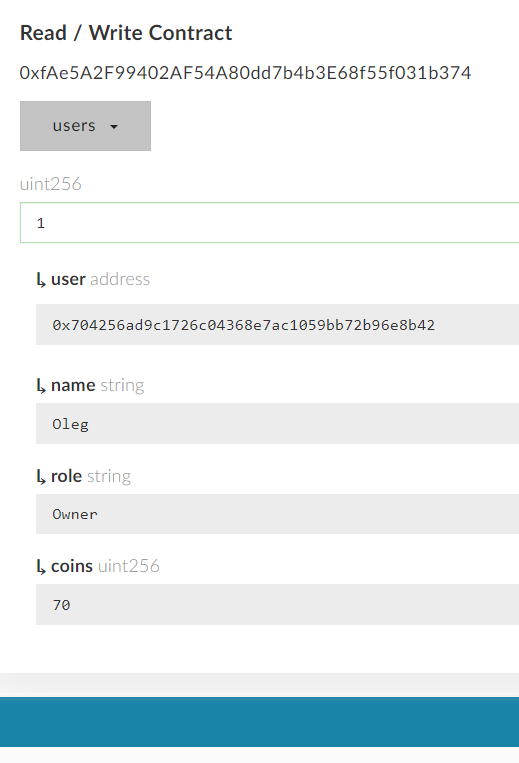 Read / Write Contract
0xfAe5A2F99402AF54A80dd7b4b3E68f55f031b374
users
uint256
1
user address
0x704256ad9c1726c04368e7ac1059bb72b96e8b42
name string
Oleg
role string
Owner
coins uint256
70